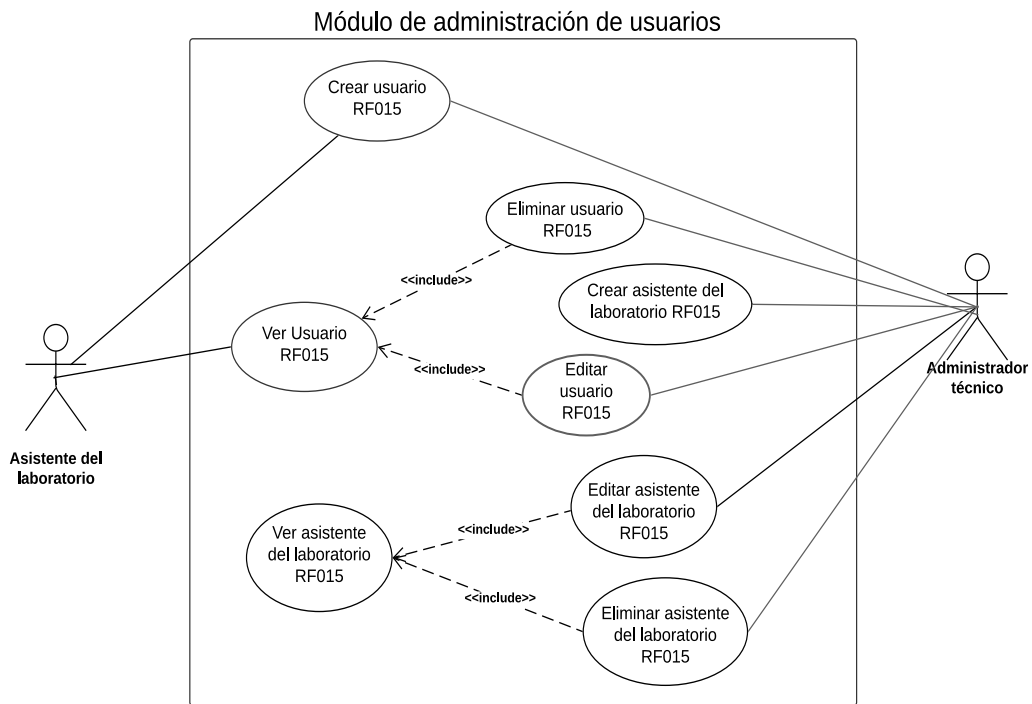 Módulo de administración de usuarios
Crear usuario
RF015
Eliminar usuario
RF015
<<include>>
Crear asistente del
laboratorio RF015
Ver Usuario
RF015
<<include>>
Editar
usuario
RF015
Administrador
técnico
Asistente del
laboratorio
Editar asistente
del laboratorio
RF015
<<include>>
Ver asistente
del laboratorio
RF015
<<include>>
Eliminar asistente
del laboratorio
RF015